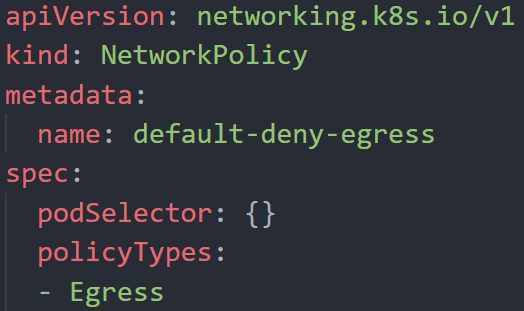 apiVersion: networking.k8s.io/v1
kind: NetworkPolicy
metadata:
  name: default-deny-egress
spec:
  podSelector: {}
  policyTypes:
  - Egress